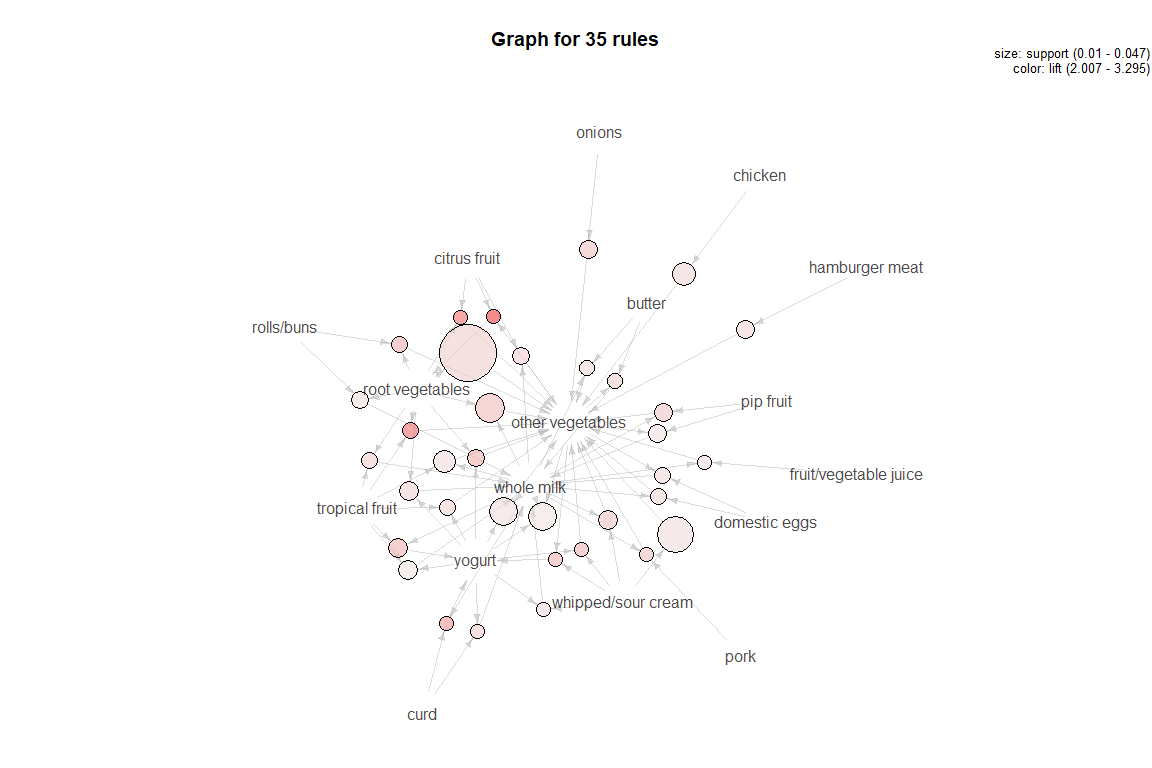 Graph for 35 rules
size: support (0.01 - 0.047)
color: lift (2.007 - 3.295)
onions
chicken
citrus fruit
hamburger meat
butter
rolls/buns
root vegetables
pip fruit
other vegetables
fruit/vegetable juice
whole milk
tropical fruit
domestic eggs
yogurt
whipped/sour cream
pork
curd